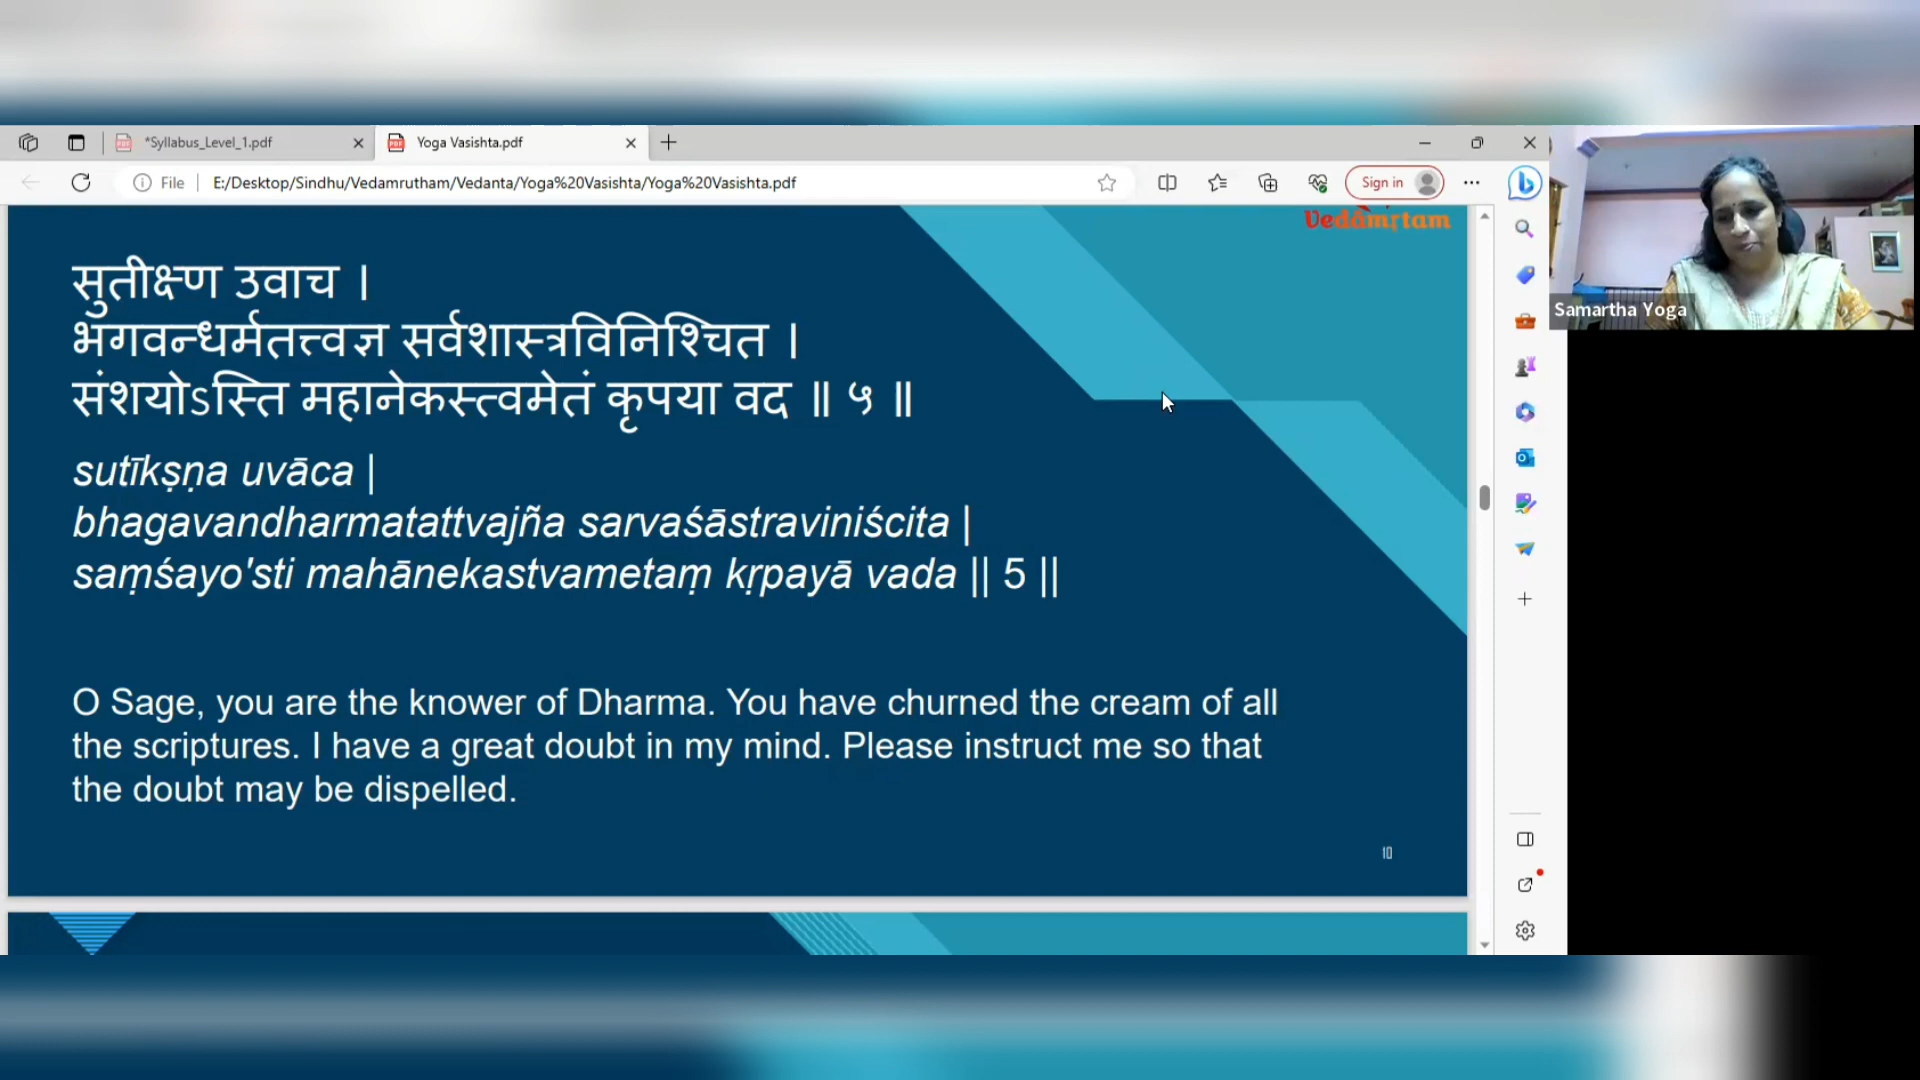 *Syllabus_Level_1.pdf
Yoga Vasishta.pdf
File
E:/Desktop/Sindhu/Vedamrutham/Vedanta/Yoga%20Vasishta/Yoga%20Vasishta.pdf
Sign in
Vedāmṛtam
Samartha Yoga
सुतीक्ष्ण उवाच ।
भगवन्धर्मतत्त्वज्ञ सर्वशास्त्रविनिश्चित ।
संशयोऽस्ति महानेकस्त्वमेतं कृपया वद ॥ ५ ॥
sutīkṣṇa uvāca |
bhagavandharmatattvajña sarvaśāstraviniścita |
saṃśayo'sti mahānekastvametaṃ kṛpayā vada || 5 ||
O Sage, you are the knower of Dharma. You have churned the cream of all
the scriptures. I have a great doubt in my mind. Please instruct me so that
the doubt may be dispelled.
10